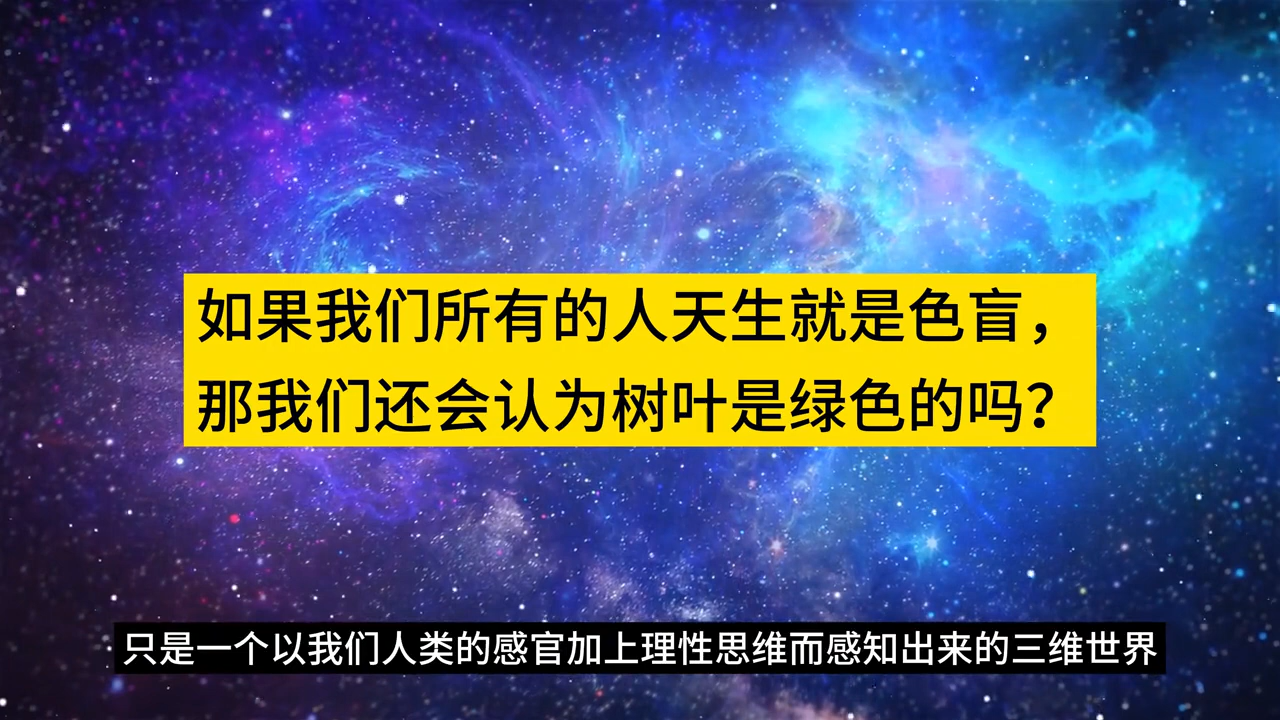 如果我们所有的人天生就是色盲，
那我们还会认为树叶是绿色的吗？
只是一个以我们人类的感官加上理性思维而感知出来的三维世界